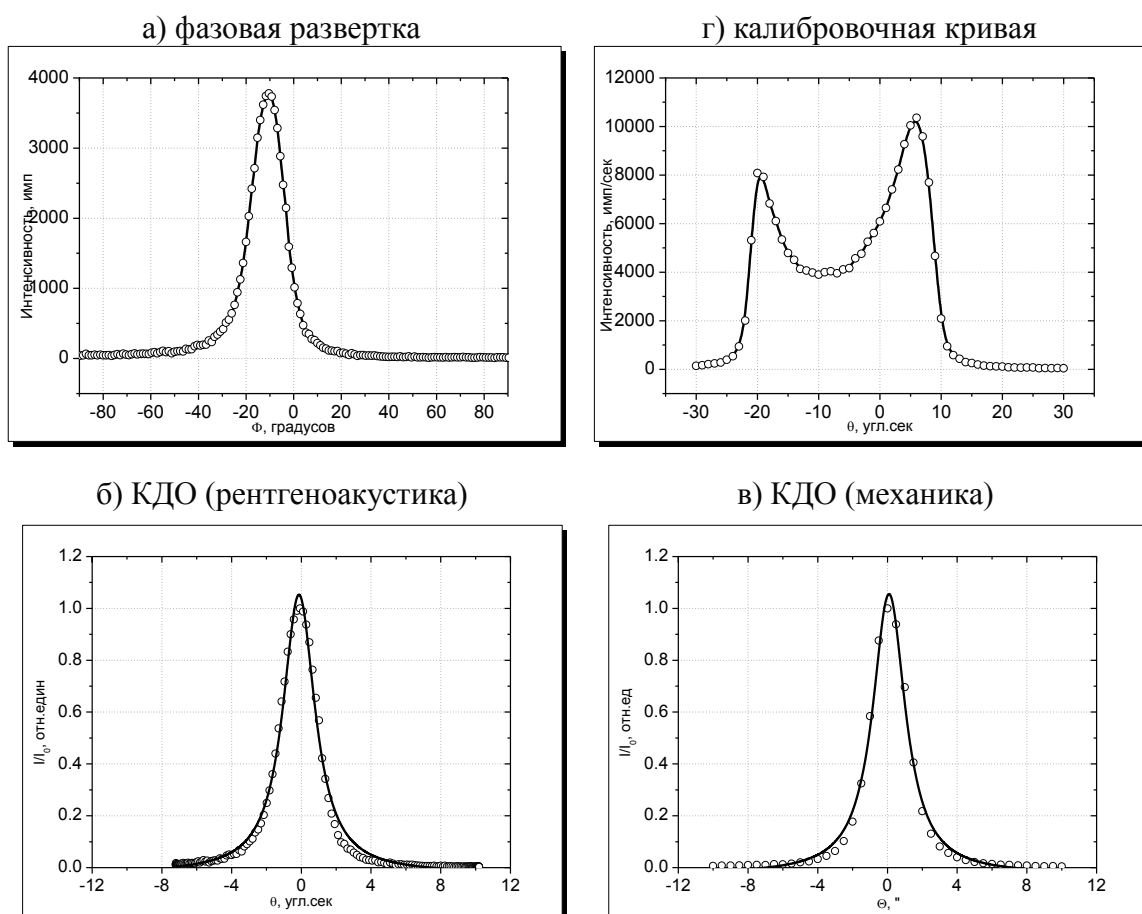 а) фазовая развертка
г) калибровочная кривая
4000
3000
2000
1000
0
Интенсивность, имп
-80 -60 -40 -20 0 20 40 60 80
Φ, градусов
12000
10000
8000
6000
4000
2000
0
Интенсивность, имп/сек
-30 -20 -10 0 10 20 30
θ, угл.сек
б) КДО (рентгеноакустика)
в) КДО (механика)
1.2
1.0
0.8
0.6
0.4
0.2
0.0
I/I₀, отн.един
-12 -8 -4 0 4 8 12
θ, угл.сек
1.2
1.0
0.8
0.6
0.4
0.2
0.0
I/I₀, отн.ед
-12 -8 -4 0 4 8 12
Θ, "